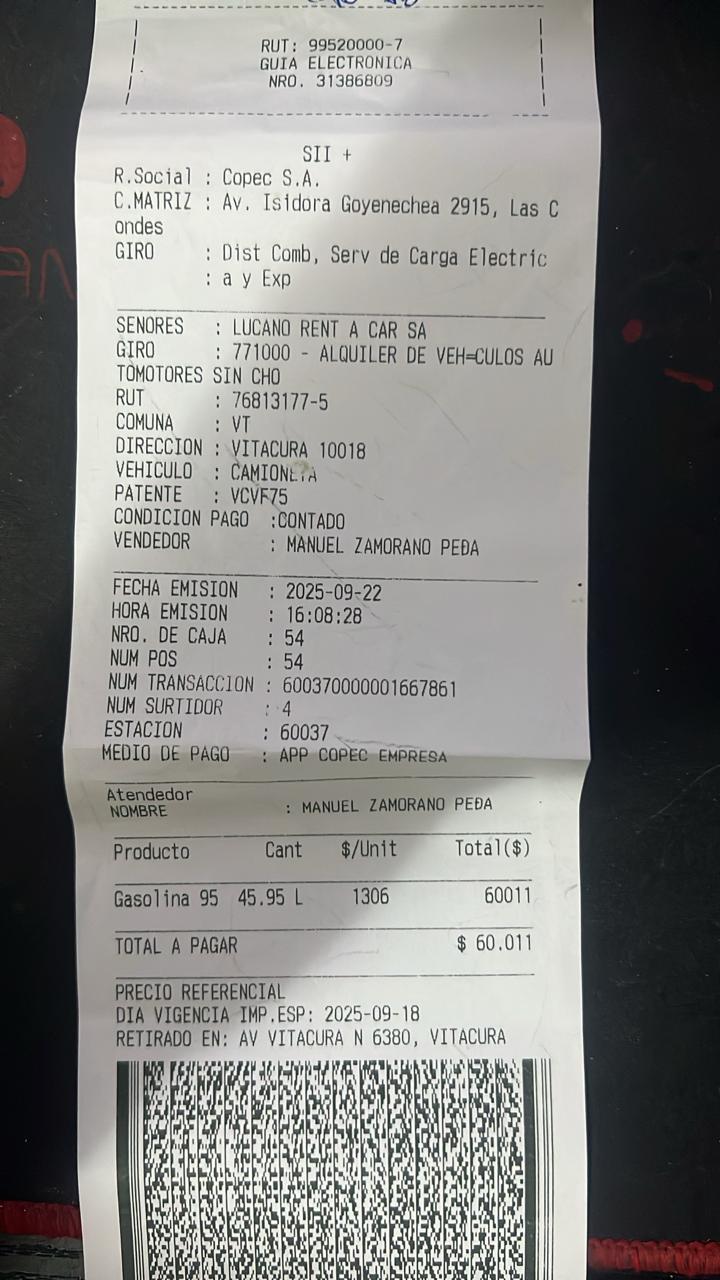 RUT: 99520000-7
GUIA ELECTRONICA
NRO. 31386809
SII +
R.Social : Copec S.A.
C.MATRIZ : Av. Isidora Goyenechea 2915, Las C
ondes
GIRO : Dist Comb, Serv de Carga Electric
: a y Exp
SENORES : LUCANO RENT A CAR SA
GIRO : 771000 - ALQUILER DE VEH=CULOS AU
TOMOTORES SIN CHO
RUT : 76813177-5
COMUNA : VT
DIRECCION : VITACURA 10018
VEHICULO : CAMIONETA
PATENTE : VCVF75
CONDICION PAGO :CONTADO
VENDEDOR : MANUEL ZAMORANO PEÐA
FECHA EMISION : 2025-09-22
HORA EMISION : 16:08:28
NRO. DE CAJA : 54
NUM POS : 54
NUM TRANSACCION : 600370000001667861
NUM SURTIDOR : 4
ESTACION : 60037
MEDIO DE PAGO : APP COPEC EMPRESA
Atendedor
NOMBRE : MANUEL ZAMORANO PEÐA
Producto Cant $/Unit Total($)
Gasolina 95 45.95 L 1306 60011
TOTAL A PAGAR $ 60.011
PRECIO REFERENCIAL
DIA VIGENCIA IMP.ESP: 2025-09-18
RETIRADO EN: AV VITACURA N 6380, VITACURA